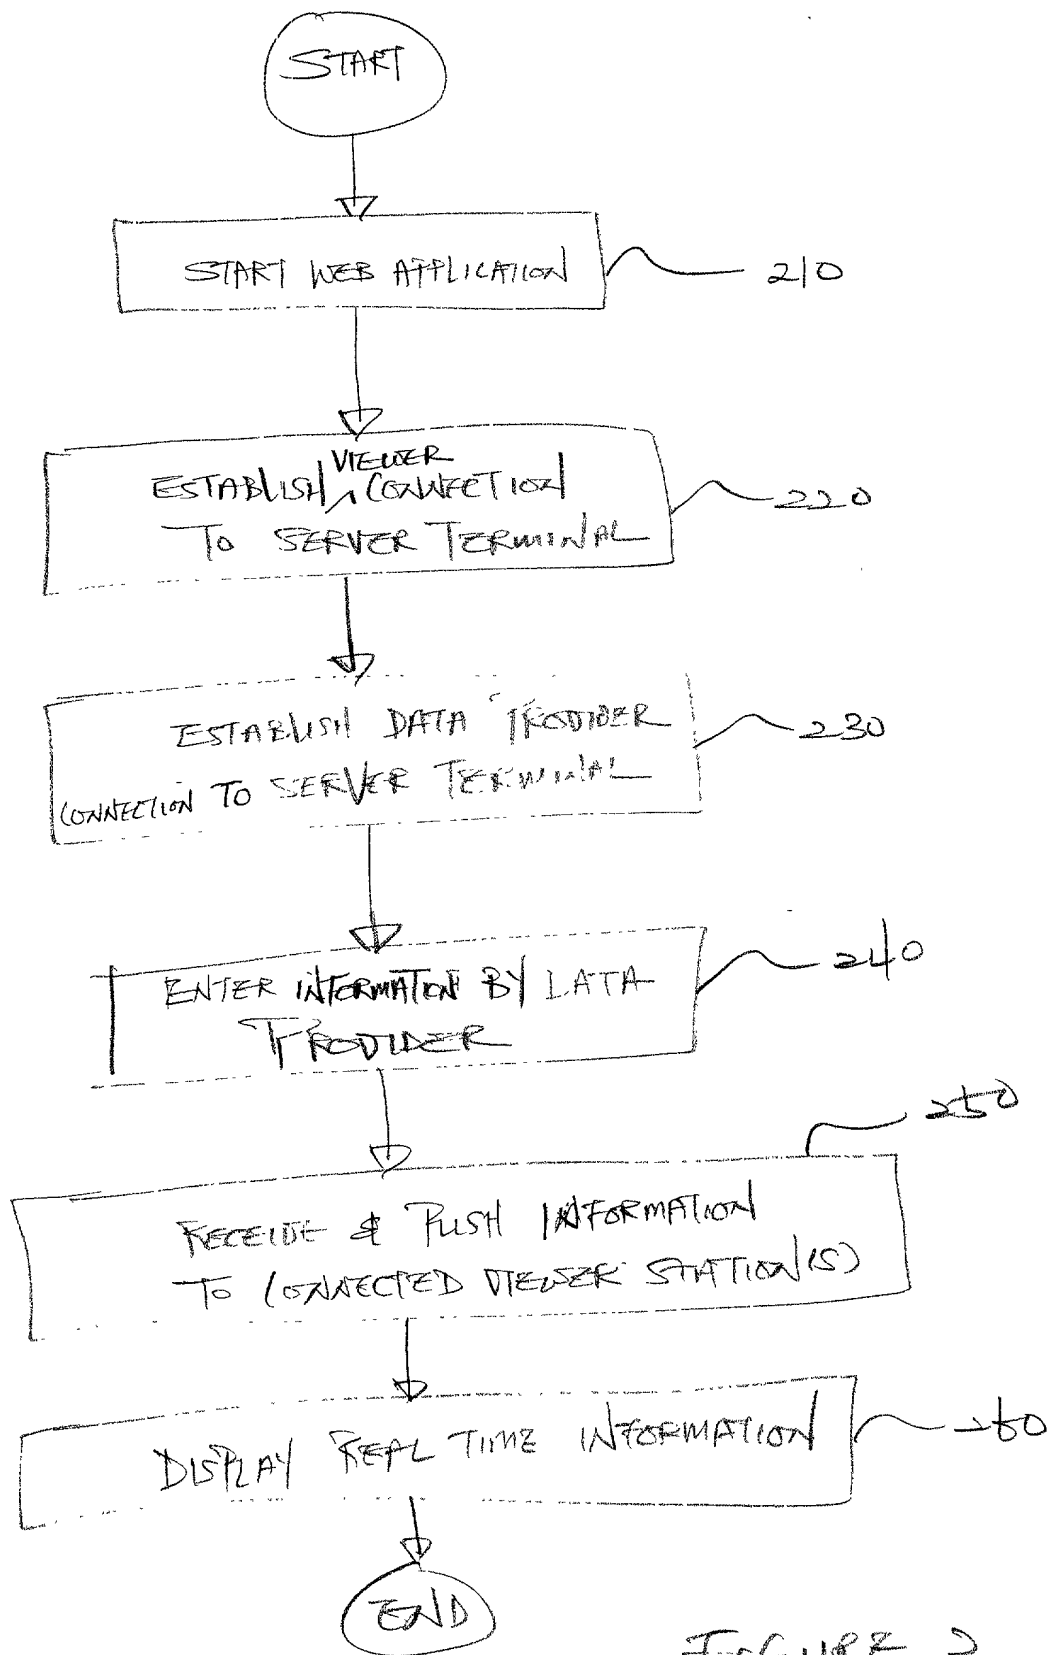 START
START WEB APPLICATION
210
VIEWER
ESTABLISH CONNECTION
TO SERVER TERMINAL
220
ESTABLISH DATA PROVIDER
CONNECTION TO SERVER TERMINAL
230
ENTER INFORMATION BY DATA
PROVIDER
240
250
RECEIVE & PUSH INFORMATION
TO CONNECTED VIEWER STATION(S)
DISPLAY REAL TIME INFORMATION
260
END
FIGURE 2